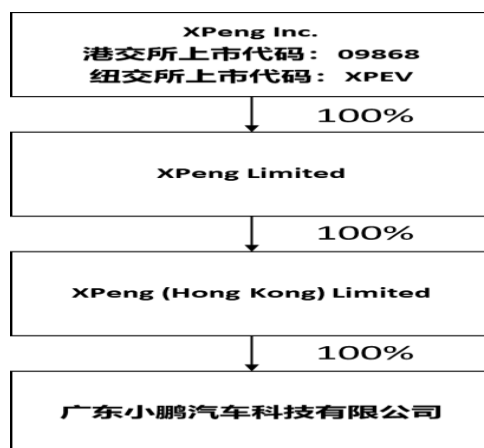 XPeng Inc.
港交所上市代码：09868
纽交所上市代码：XPEV
100%
XPeng Limited
100%
XPeng (Hong Kong) Limited
100%
广东小鹏汽车科技有限公司